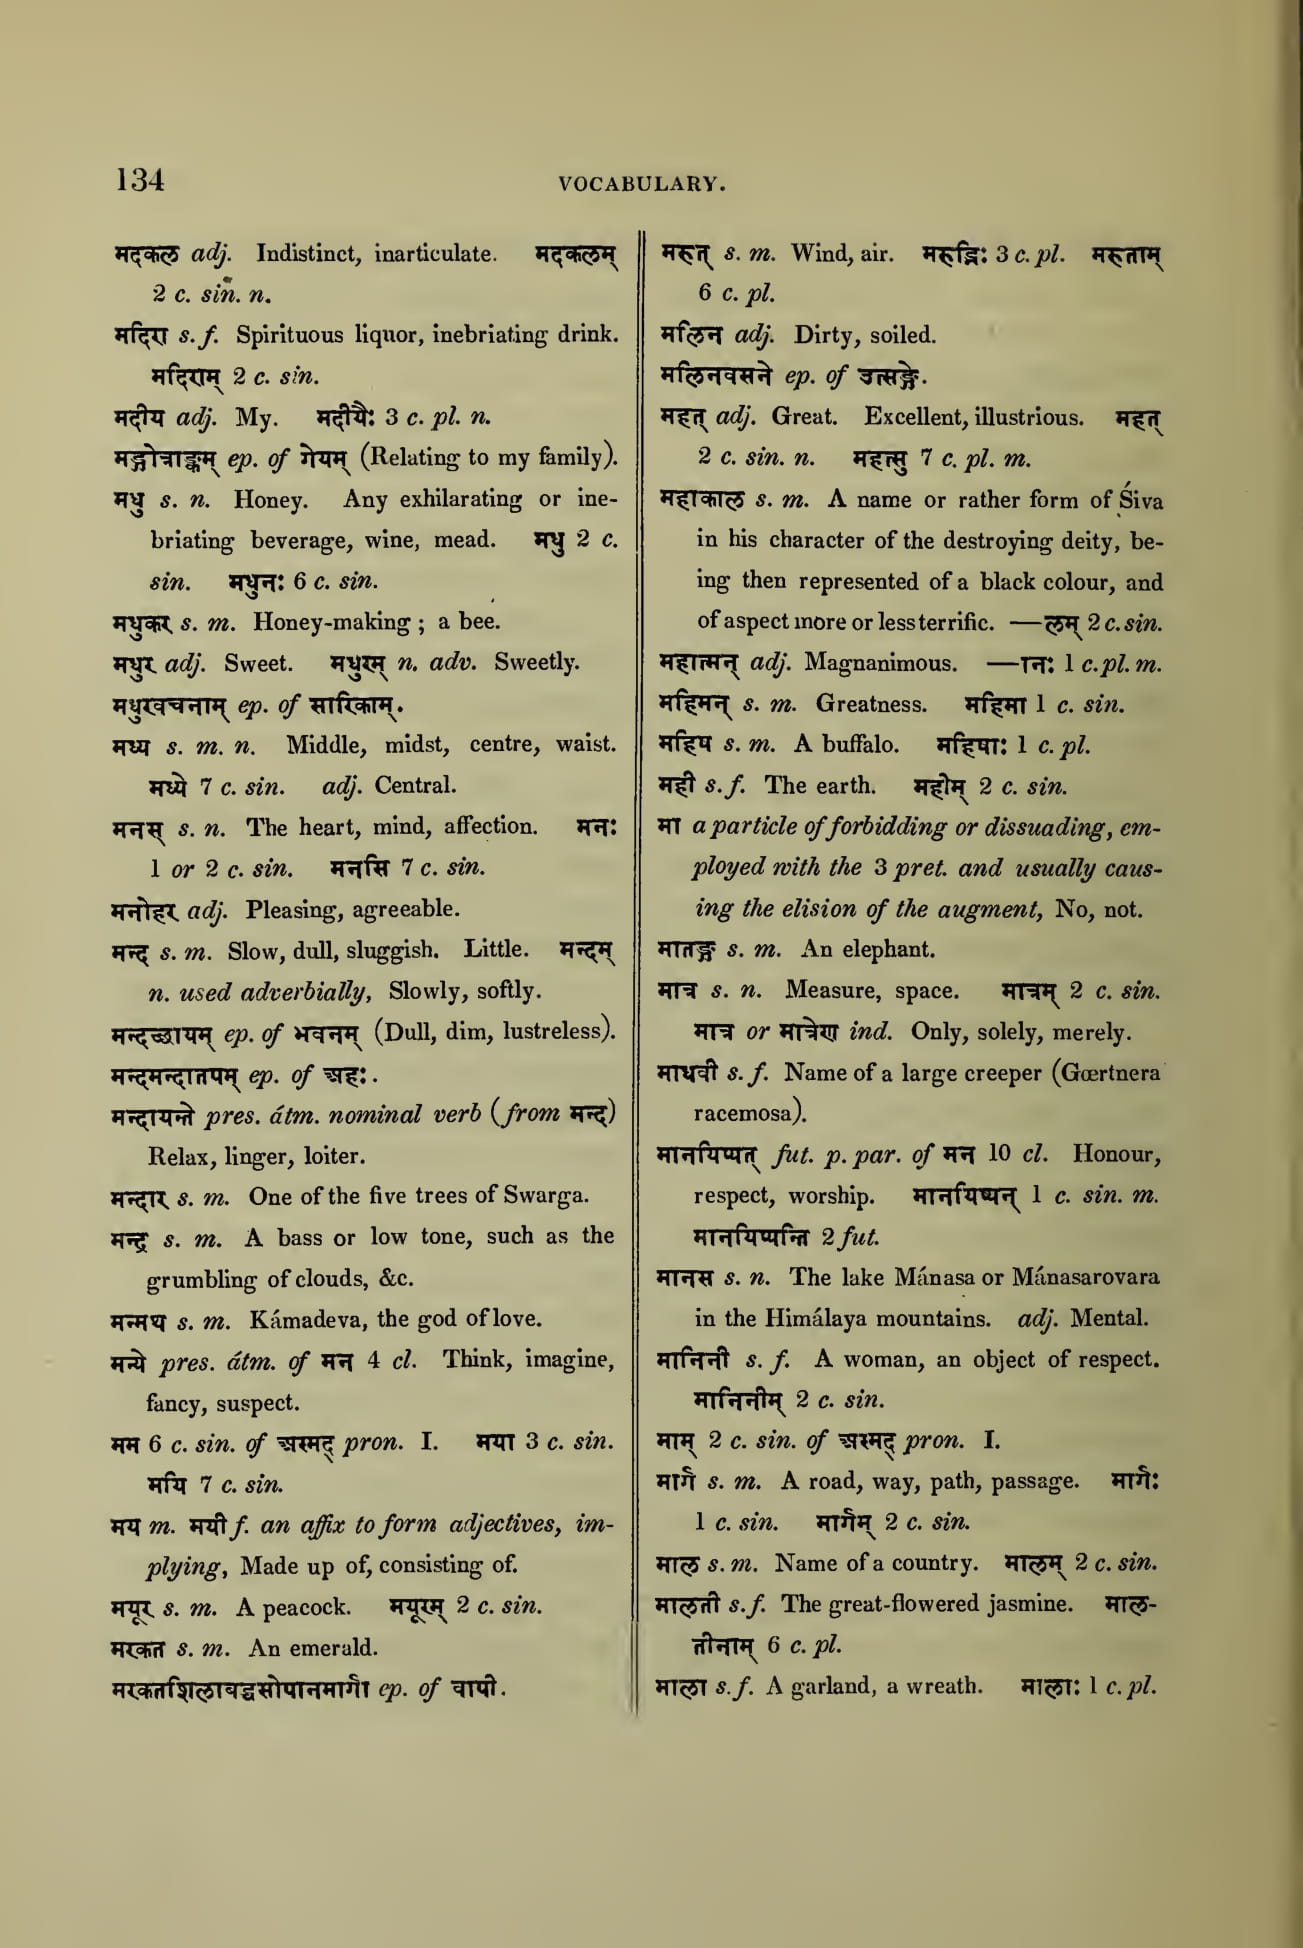 134
VOCABULARY.
मदकल adj. Indistinct, inarticulate. मदकलम्
2 c. sin. n.
मदिरा s. f. Spirituous liquor, inebriating drink.
मदिराम् 2 c. sin.
मदीय adj. My. मदीयैः 3 c. pl. n.
मङ्गोत्राङ्कम् ep. of गेयम् (Relating to my family).
मधु s. n. Honey. Any exhilarating or ine-
briating beverage, wine, mead. मधु 2 c.
sin. मधुनः 6 c. sin.
मधुकर s. m. Honey-making ; a bee.
मधुर adj. Sweet. मधुरम् n. adv. Sweetly.
मधुरवचनाम् ep. of सारिकाम्.
मध्य s. m. n. Middle, midst, centre, waist.
मध्ये 7 c. sin. adj. Central.
मनस् s. n. The heart, mind, affection. मनः
1 or 2 c. sin. मनसि 7 c. sin.
मनोहर adj. Pleasing, agreeable.
मन्द s. m. Slow, dull, sluggish. Little. मन्दम्
n. used adverbially, Slowly, softly.
मन्दच्छायम् ep. of भवनम् (Dull, dim, lustreless).
मन्दमन्दातपम् ep. of अहः.
मन्दायन्ते pres. átm. nominal verb (from मन्द)
Relax, linger, loiter.
मन्दार s. m. One of the five trees of Swarga.
मन्द्र s. m. A bass or low tone, such as the
grumbling of clouds, &c.
मन्मथ s. m. Kámadeva, the god of love.
मन्ये pres. átm. of मन 4 cl. Think, imagine,
fancy, suspect.
मम 6 c. sin. of अस्मद् pron. I. मया 3 c. sin.
मयि 7 c. sin.
मय m. मयी f. an affix to form adjectives, im-
plying, Made up of, consisting of.
मयूर s. m. A peacock. मयूरम् 2 c. sin.
मरकत s. m. An emerald.
मरकतशिलाबद्धसोपानमार्गा ep. of वापी.
मरुत् s. m. Wind, air. मरुद्भिः 3 c. pl. मरुताम्
6 c. pl.
मलिन adj. Dirty, soiled.
मलिनवसने ep. of उत्सङ्गे.
महत् adj. Great. Excellent, illustrious. महत्
2 c. sin. n. महत्सु 7 c. pl. m.
महाकाल s. m. A name or rather form of Śiva
in his character of the destroying deity, be-
ing then represented of a black colour, and
of aspect more or less terrific. —लम् 2 c. sin.
महात्मन् adj. Magnanimous. —ानः 1 c. pl. m.
महिमन् s. m. Greatness. महिमा 1 c. sin.
महिष s. m. A buffalo. महिषाः 1 c. pl.
मही s. f. The earth. महीम् 2 c. sin.
मा a particle of forbidding or dissuading, em-
ployed with the 3 pret. and usually caus-
ing the elision of the augment, No, not.
मातङ्ग s. m. An elephant.
मात्र s. n. Measure, space. मात्रम् 2 c. sin.
मात्र or मात्रेण ind. Only, solely, merely.
माधवी s. f. Name of a large creeper (Gœrtnera
racemosa).
मानयिष्यत् fut. p. par. of मन 10 cl. Honour,
respect, worship. मानयिष्यन् 1 c. sin. m.
मानयिष्यन्ति 2 fut.
मानस s. n. The lake Mánasa or Mánasarovara
in the Himálaya mountains. adj. Mental.
मानिनी s. f. A woman, an object of respect.
मानिनीम् 2 c. sin.
माम् 2 c. sin. of अस्मद् pron. I.
मार्ग s. m. A road, way, path, passage. मार्गः
1 c. sin. मार्गम् 2 c. sin.
माल s. m. Name of a country. मालम् 2 c. sin.
मालती s. f. The great-flowered jasmine. माल-
तीनाम् 6 c. pl.
माला s. f. A garland, a wreath. मालाः 1 c. pl.